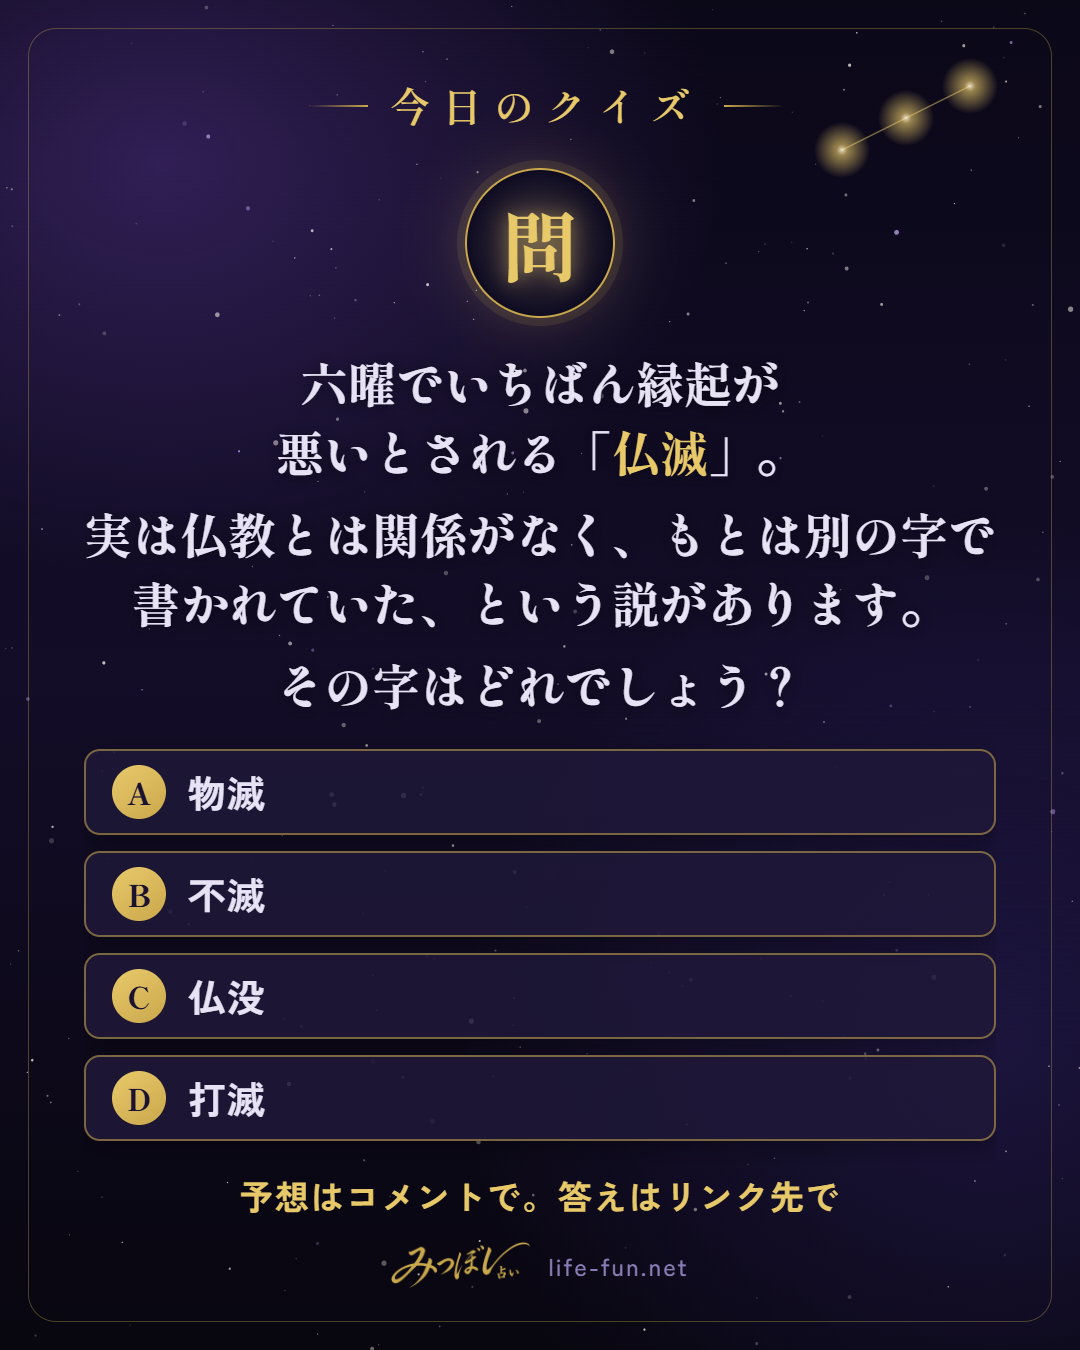 今日のクイズ
問
六曜でいちばん縁起が
悪いとされる「仏滅」。
実は仏教とは関係がなく、もとは別の字で
書かれていた、という説があります。
その字はどれでしょう？
A 物滅
B 不滅
C 仏没
D 打滅
予想はコメントで。答えはリンク先で
みつぼし占い life-fun.net